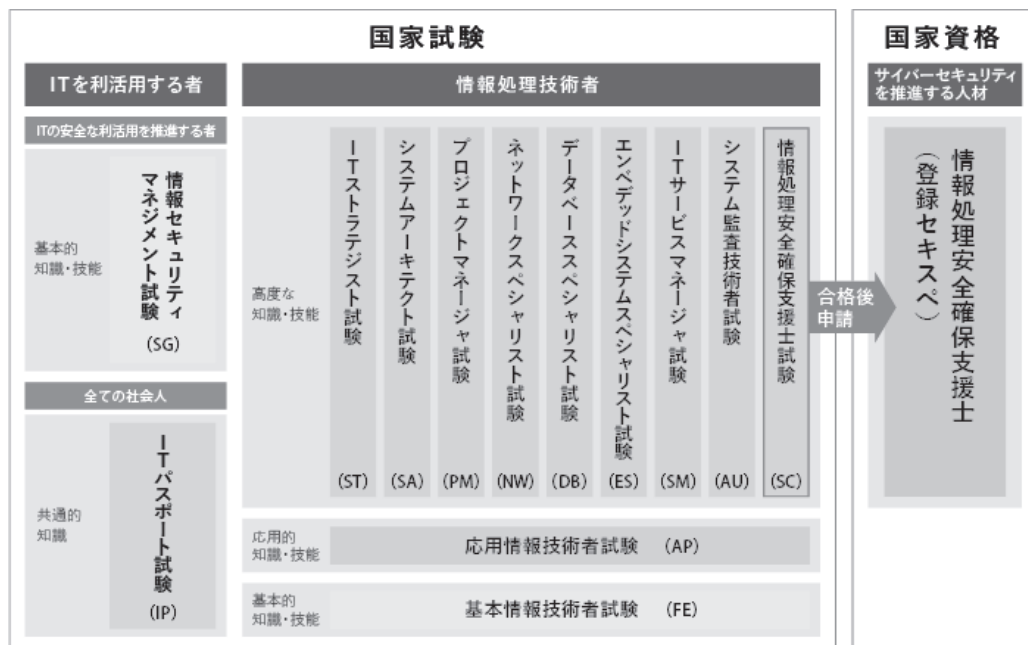 国家試験
ITを利活用する者
ITの安全な利活用を推進する者
基本的
知識・技能
情報セキュリティ
マネジメント試験
(SG)
全ての社会人
共通的
知識
ITパスポート試験
(IP)
情報処理技術者
高度な
知識・技能
ITストラテジスト試験
(ST)
システムアーキテクト試験
(SA)
プロジェクトマネージャ試験
(PM)
ネットワークスペシャリスト試験
(NW)
データベーススペシャリスト試験
(DB)
エンベデッドシステムスペシャリスト試験
(ES)
ITサービスマネージャ試験
(SM)
システム監査技術者試験
(AU)
情報処理安全確保支援士試験
(SC)
応用的
知識・技能
応用情報技術者試験 (AP)
基本的
知識・技能
基本情報技術者試験 (FE)
合格後
申請
国家資格
サイバーセキュリティ
を推進する人材
情報処理安全確保支援士
(登録セキスペ)